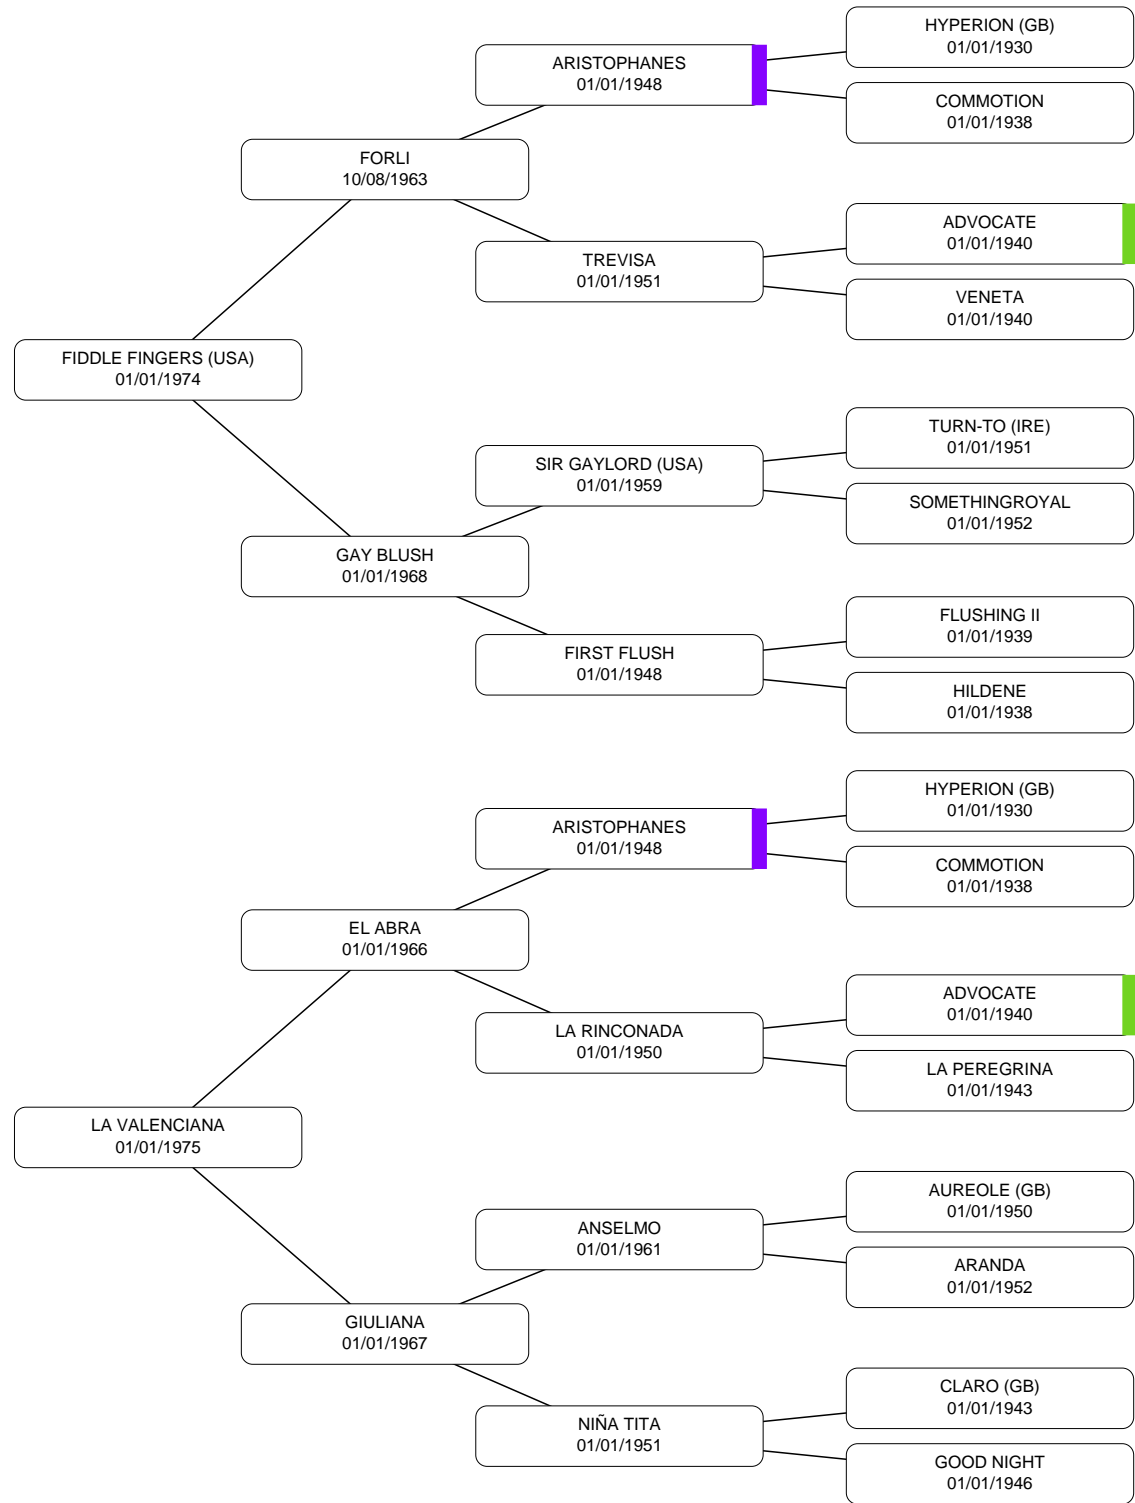 HYPERION (GB)
01/01/1930
ARISTOPHANES
01/01/1948
COMMOTION
01/01/1938
FORLI
10/08/1963
ADVOCATE
01/01/1940
TREVISA
01/01/1951
VENETA
01/01/1940
FIDDLE FINGERS (USA)
01/01/1974
TURN-TO (IRE)
01/01/1951
SIR GAYLORD (USA)
01/01/1959
SOMETHINGROYAL
01/01/1952
GAY BLUSH
01/01/1968
FLUSHING II
01/01/1939
FIRST FLUSH
01/01/1948
HILDENE
01/01/1938
HYPERION (GB)
01/01/1930
ARISTOPHANES
01/01/1948
COMMOTION
01/01/1938
EL ABRA
01/01/1966
ADVOCATE
01/01/1940
LA RINCONADA
01/01/1950
LA PEREGRINA
01/01/1943
LA VALENCIANA
01/01/1975
AUREOLE (GB)
01/01/1950
ANSELMO
01/01/1961
ARANDA
01/01/1952
GIULIANA
01/01/1967
CLARO (GB)
01/01/1943
NIÑA TITA
01/01/1951
GOOD NIGHT
01/01/1946